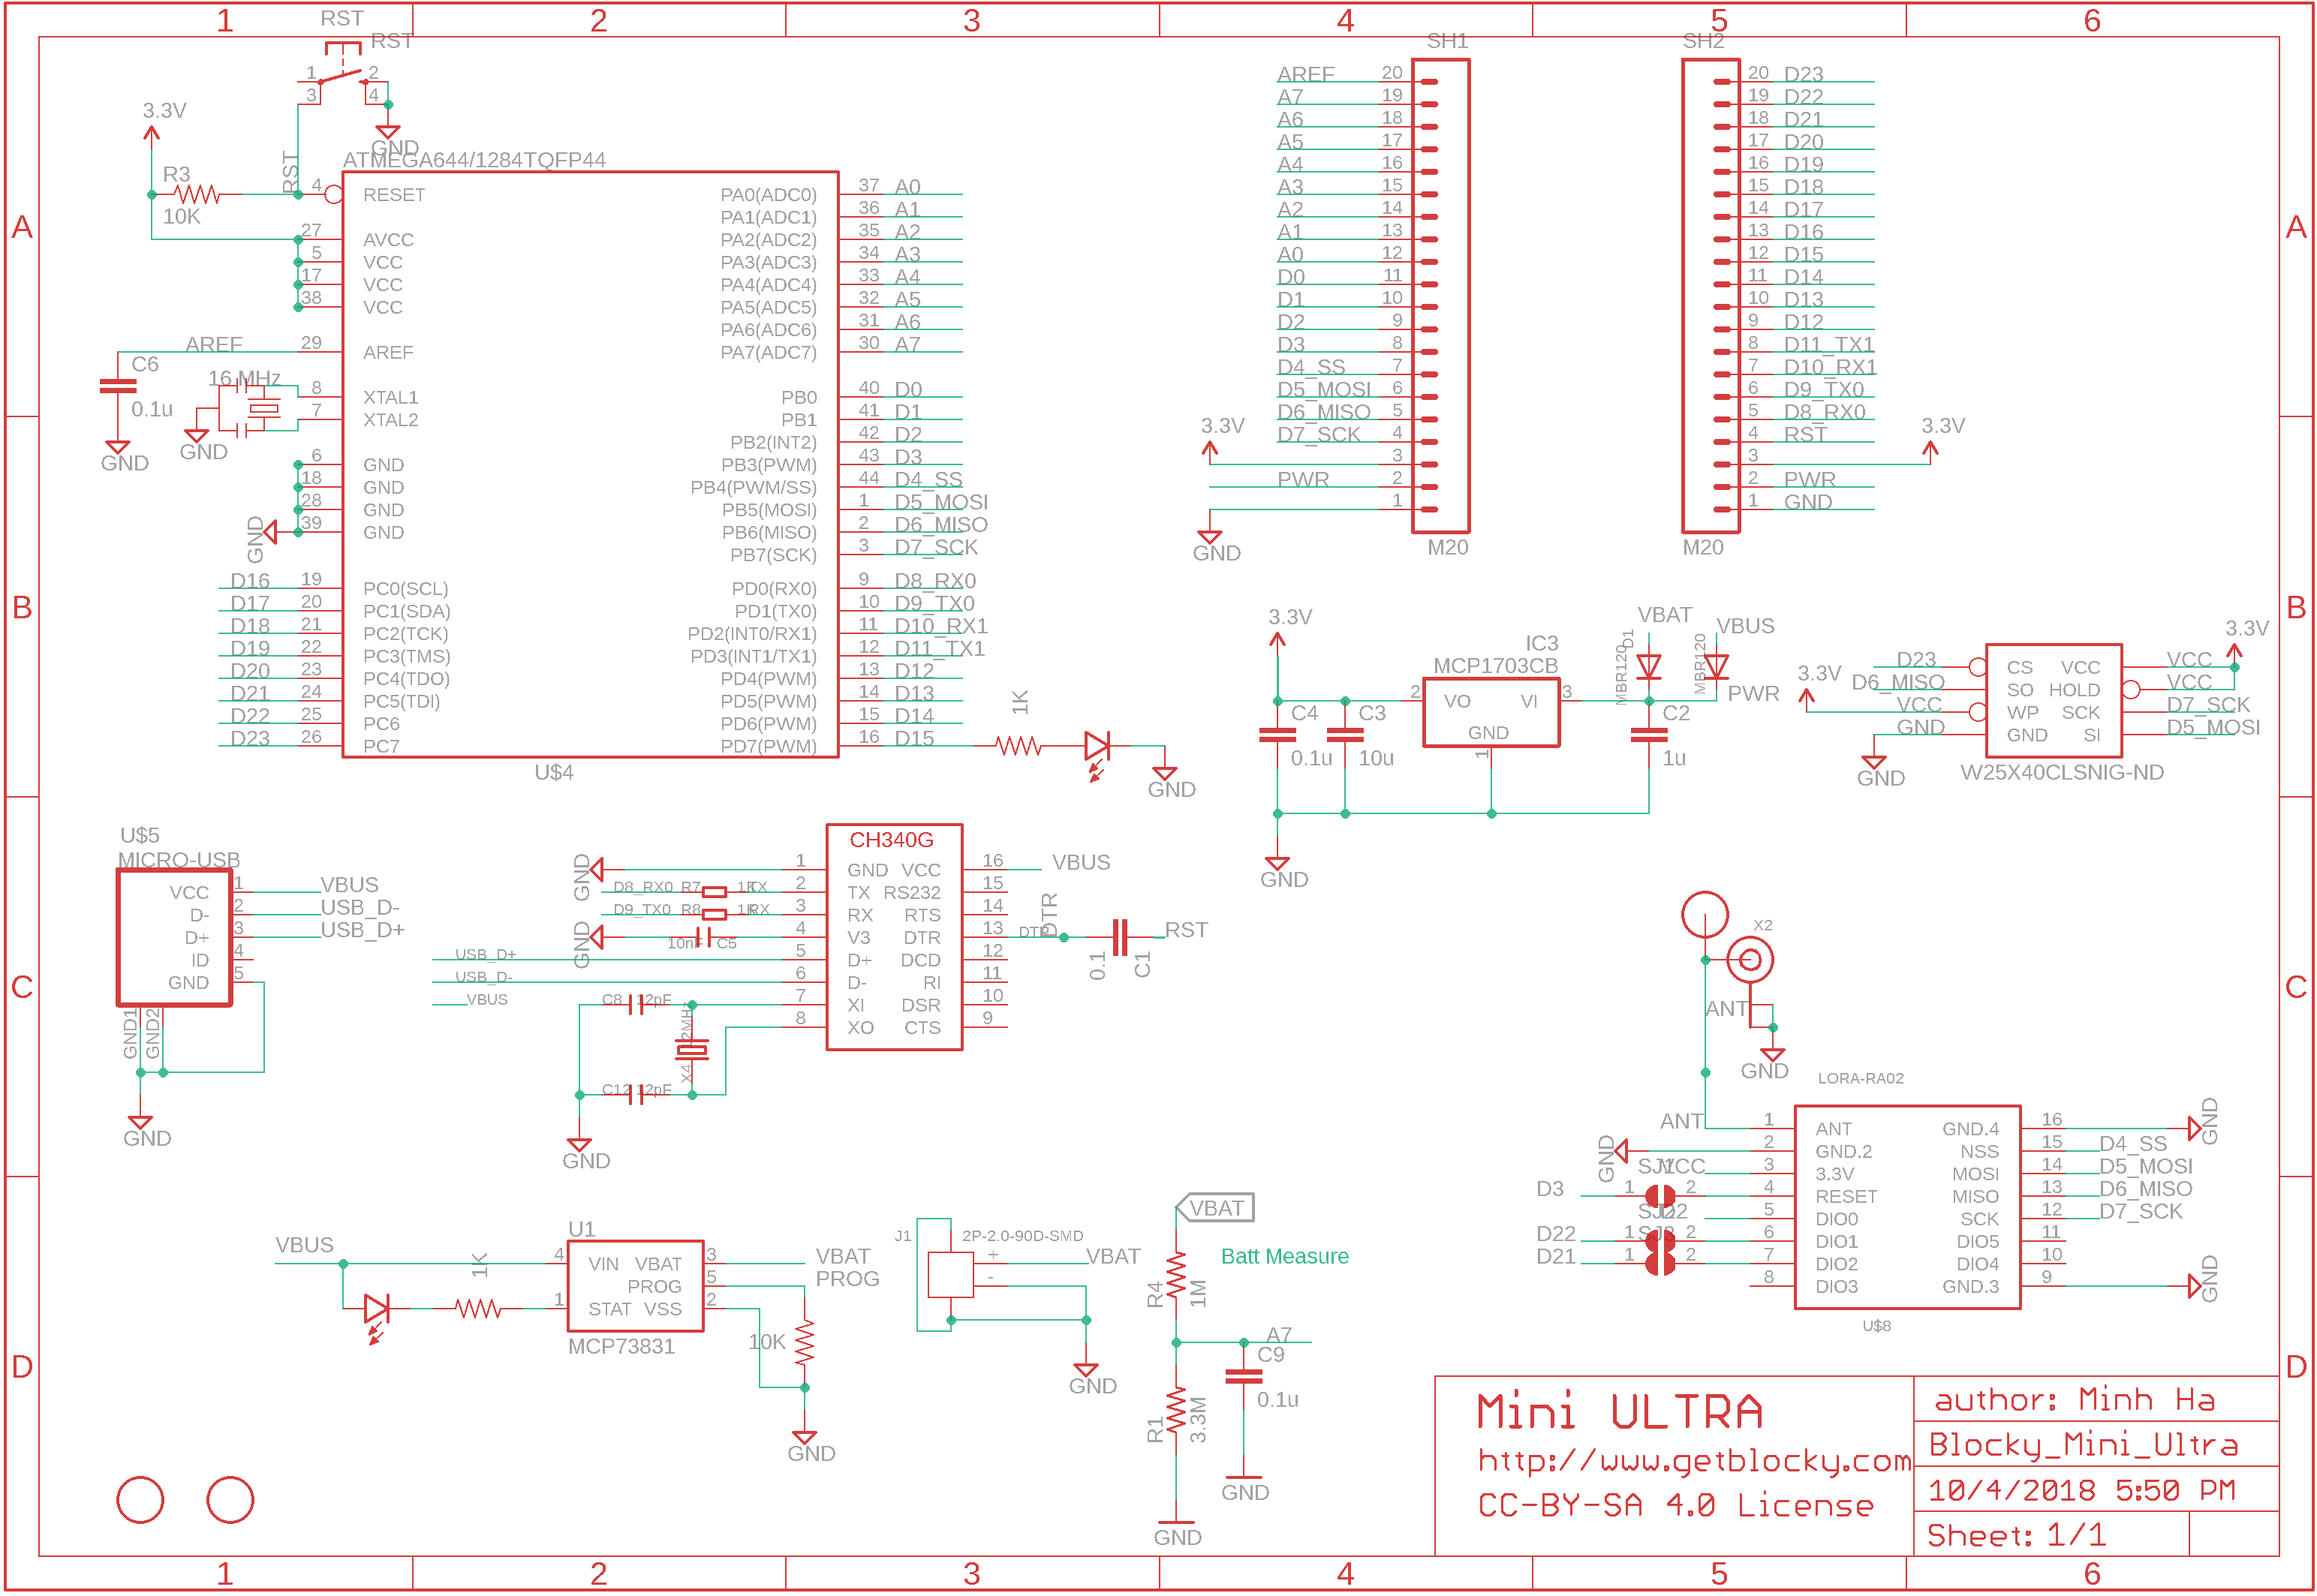 1 2 3 4 5 6
A A
B B
C C
D D
RST
RST
1 2
3 4
GND
3.3V
R3
10K
RST
ATMEGA644/1284TQFP44
4 RESET
27 AVCC
5 VCC
17 VCC
38 VCC
AREF 29 AREF
C6
0.1u
GND
16 MHz
GND
8 XTAL1
7 XTAL2
6 GND
18 GND
28 GND
39 GND
GND
D16 19 PC0(SCL)
D17 20 PC1(SDA)
D18 21 PC2(TCK)
D19 22 PC3(TMS)
D20 23 PC4(TDO)
D21 24 PC5(TDI)
D22 25 PC6
D23 26 PC7
PA0(ADC0) 37 A0
PA1(ADC1) 36 A1
PA2(ADC2) 35 A2
PA3(ADC3) 34 A3
PA4(ADC4) 33 A4
PA5(ADC5) 32 A5
PA6(ADC6) 31 A6
PA7(ADC7) 30 A7
PB0 40 D0
PB1 41 D1
PB2(INT2) 42 D2
PB3(PWM) 43 D3
PB4(PWM/SS) 44 D4_SS
PB5(MOSI) 1 D5_MOSI
PB6(MISO) 2 D6_MISO
PB7(SCK) 3 D7_SCK
PD0(RX0) 9 D8_RX0
PD1(TX0) 10 D9_TX0
PD2(INT0/RX1) 11 D10_RX1
PD3(INT1/TX1) 12 D11_TX1
PD4(PWM) 13 D12
PD5(PWM) 14 D13
PD6(PWM) 15 D14
PD7(PWM) 16 D15
1K
GND
U$4
SH1
AREF 20
A7 19
A6 18
A5 17
A4 16
A3 15
A2 14
A1 13
A0 12
D0 11
D1 10
D2 9
D3 8
D4_SS 7
D5_MOSI 6
D6_MISO 5
D7_SCK 4
3.3V 3
PWR 2
1
GND
M20
SH2
20 D23
19 D22
18 D21
17 D20
16 D19
15 D18
14 D17
13 D16
12 D15
11 D14
10 D13
9 D12
8 D11_TX1
7 D10_RX1
6 D9_TX0
5 D8_RX0
4 RST
3 3.3V
2 PWR
1 GND
M20
3.3V
C4
0.1u
C3
10u
GND
IC3
MCP1703CB
2 VO VI 3
GND
1
VBAT
D1
MBR120
VBUS
MBR120
PWR
C2
1u
3.3V
3.3V
D23 CS VCC VCC
D6_MISO SO HOLD VCC
VCC WP SCK D7_SCK
GND GND SI D5_MOSI
GND
W25X40CLSNIG-ND
U$5
MICRO-USB
VCC 1 VBUS
D- 2 USB_D-
D+ 3 USB_D+
ID 4
GND 5
GND1
GND2
GND
CH340G
GND 1 GND VCC 16 VBUS
D8_RX0 R7 1K TX 2 TX RS232 15
D9_TX0 R8 1K RX 3 RX RTS 14
GND 10nF C5 4 V3 DTR 13 DTR
USB_D+ 5 D+ DCD 12
USB_D- 6 D- RI 11
VBUS 7 XI DSR 10
8 XO CTS 9
DTR
0.1
C1
RST
C8 12pF
12MHz
X4
C12 12pF
GND
X2
ANT
GND
LORA-RA02
ANT 1 ANT GND.4 16 GND
GND 2 GND.2 NSS 15 D4_SS
VCC 3 3.3V MOSI 14 D5_MOSI
SJ1
D3 1 2 4 RESET MISO 13 D6_MISO
5 DIO0 SCK 12 D7_SCK
D22 1 2 6 DIO1 DIO5 11
SJ3
D21 1 2 7 DIO2 DIO4 10
8 DIO3 GND.3 9 GND
U$8
VBUS
1K
U1
4 VIN VBAT 3 VBAT
PROG 5 PROG
1 STAT VSS 2
MCP73831
10K
GND
J1
2P-2.0-90D-SMD
+ VBAT
-
GND
VBAT
Batt Measure
R4
1M
A7
R1
3.3M
C9
0.1u
GND
GND
Mini ULTRA
http://www.getblocky.com
CC-BY-SA 4.0 License
author: Minh Ha
Blocky_Mini_Ultra
10/4/2018 5:50 PM
Sheet: 1/1
1 2 3 4 5 6